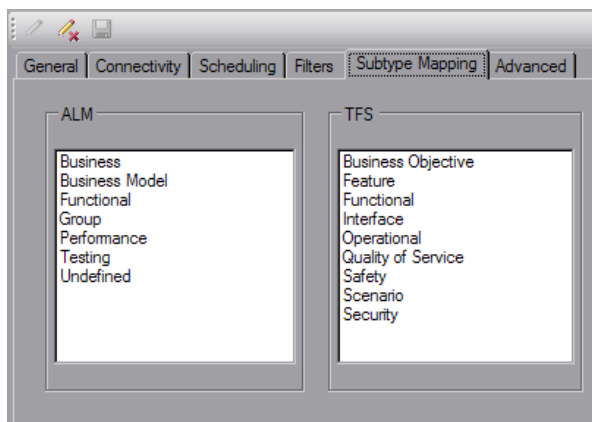 General Connectivity Scheduling Filters Subtype Mapping Advanced
ALM
Business
Business Model
Functional
Group
Performance
Testing
Undefined
TFS
Business Objective
Feature
Functional
Interface
Operational
Quality of Service
Safety
Scenario
Security